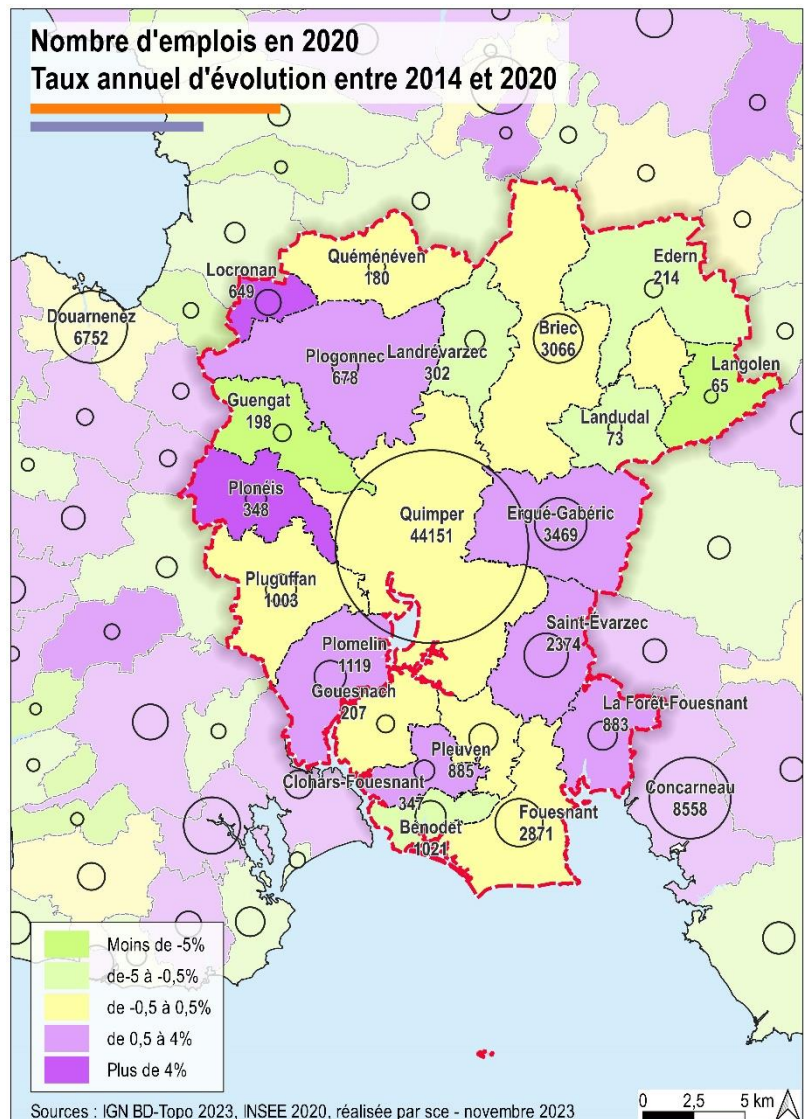 Nombre d'emplois en 2020
Taux annuel d'évolution entre 2014 et 2020
Quéménéven
180
Edern
214
Locronan
649
Douarnenez
6752
Briec
3066
Plogonnec
678
Landrévarzec
302
Langolen
65
Guengat
198
Landudal
73
Plonéis
348
Quimper
44151
Ergué-Gabéric
3469
Pluguffan
1003
Saint-Évarzec
2374
Plomelin
1119
Gouesnach
207
La Forêt-Fouesnant
883
Pleuven
885
Clohars-Fouesnant
347
Concarneau
8558
Fouesnant
2871
Bénodet
1021
Moins de -5%
de-5 à -0,5%
de -0,5 à 0,5%
de 0,5 à 4%
Plus de 4%
0 2,5 5 km
Sources : IGN BD-Topo 2023, INSEE 2020, réalisée par sce - novembre 2023